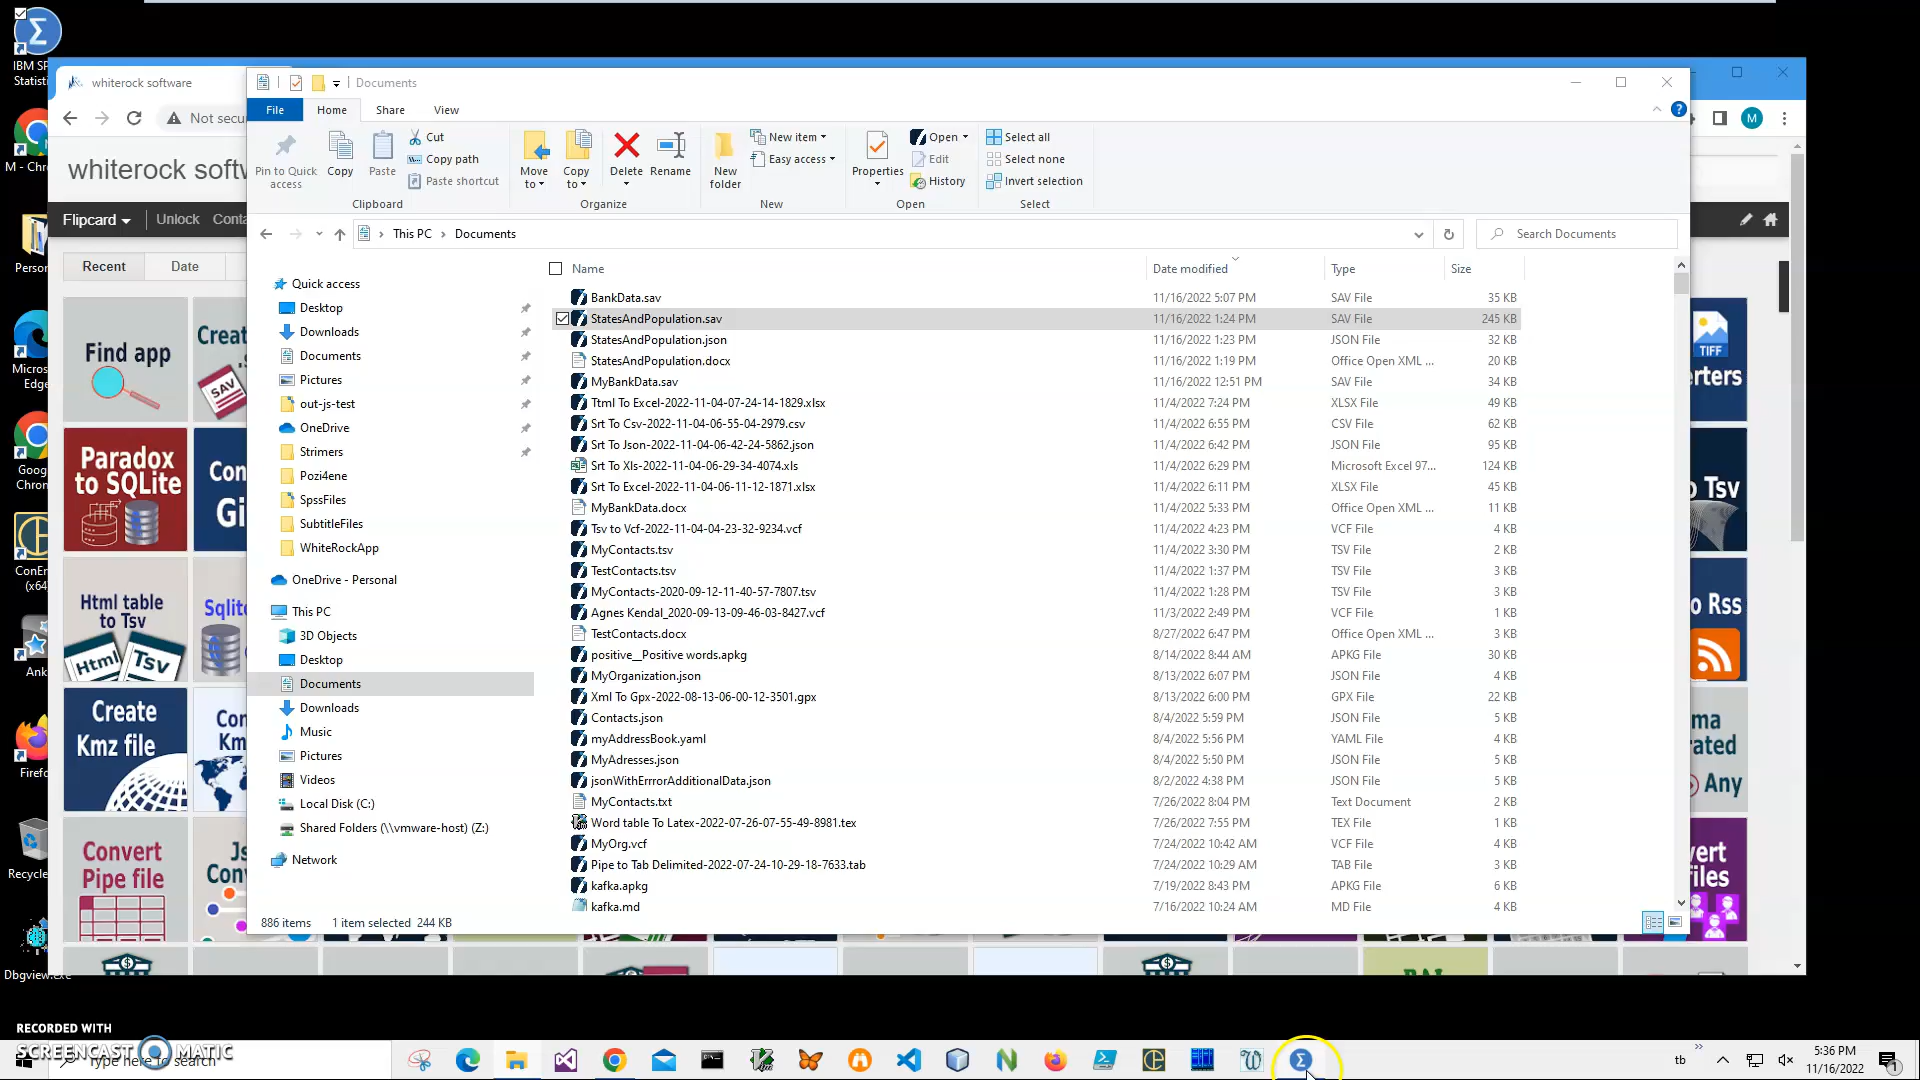 IBM SP
Statisti
whiterock software
Documents
File
Home
Share
View
Not secu
M
M - Chr
Pin to Quick
access
Copy
Paste
Cut
Copy path
Paste shortcut
Clipboard
Move
to
Copy
to
Delete
Rename
Organize
New
folder
New item
Easy access
New
Properties
Open
Edit
History
Open
Select all
Select none
Invert selection
Select
whiterock softw
Flipcard
Unlock
Conta
Recent
Date
This PC
Documents
Search Documents
Name
Date modified
Type
Size
BankData.sav 11/16/2022 5:07 PM SAV File 35 KB
StatesAndPopulation.sav 11/16/2022 1:24 PM SAV File 245 KB
StatesAndPopulation.json 11/16/2022 1:23 PM JSON File 32 KB
StatesAndPopulation.docx 11/16/2022 1:19 PM Office Open XML ... 20 KB
MyBankData.sav 11/16/2022 12:51 PM SAV File 34 KB
Ttml To Excel-2022-11-04-07-24-14-1829.xlsx 11/4/2022 7:24 PM XLSX File 49 KB
Srt To Csv-2022-11-04-06-55-04-2979.csv 11/4/2022 6:55 PM CSV File 62 KB
Srt To Json-2022-11-04-06-42-24-5862.json 11/4/2022 6:42 PM JSON File 95 KB
Srt To Xls-2022-11-04-06-29-34-4074.xls 11/4/2022 6:29 PM Microsoft Excel 97... 124 KB
Srt To Excel-2022-11-04-06-11-12-1871.xlsx 11/4/2022 6:11 PM XLSX File 45 KB
MyBankData.docx 11/4/2022 5:33 PM Office Open XML ... 11 KB
Tsv to Vcf-2022-11-04-04-23-32-9234.vcf 11/4/2022 4:23 PM VCF File 4 KB
MyContacts.tsv 11/4/2022 3:30 PM TSV File 2 KB
TestContacts.tsv 11/4/2022 1:37 PM TSV File 3 KB
MyContacts-2020-09-12-11-40-57-7807.tsv 11/4/2022 1:28 PM TSV File 3 KB
Agnes Kendal_2020-09-13-09-46-03-8427.vcf 11/3/2022 2:49 PM VCF File 1 KB
TestContacts.docx 8/27/2022 6:47 PM Office Open XML ... 3 KB
positive__Positive words.apkg 8/14/2022 8:44 AM APKG File 30 KB
MyOrganization.json 8/13/2022 6:07 PM JSON File 4 KB
Xml To Gpx-2022-08-13-06-00-12-3501.gpx 8/13/2022 6:00 PM GPX File 22 KB
Contacts.json 8/4/2022 5:59 PM JSON File 5 KB
myAddressBook.yaml 8/4/2022 5:56 PM YAML File 4 KB
MyAdresses.json 8/4/2022 5:50 PM JSON File 5 KB
jsonWithErrrorAdditionalData.json 8/2/2022 4:38 PM JSON File 5 KB
MyContacts.txt 7/26/2022 8:04 PM Text Document 2 KB
Word table To Latex-2022-07-26-07-55-49-8981.tex 7/26/2022 7:55 PM TEX File 1 KB
MyOrg.vcf 7/24/2022 10:42 AM VCF File 4 KB
Pipe to Tab Delimited-2022-07-24-10-29-18-7633.tab 7/24/2022 10:29 AM TAB File 3 KB
kafka.apkg 7/19/2022 8:43 PM APKG File 6 KB
kafka.md 7/16/2022 10:24 AM MD File 4 KB
Quick access
Desktop
Downloads
Documents
Pictures
out-js-test
OneDrive
Strimers
Pozi4ene
SpssFiles
SubtitleFiles
WhiteRockApp
OneDrive - Personal
This PC
3D Objects
Desktop
Documents
Downloads
Music
Pictures
Videos
Local Disk (C:)
Shared Folders (\\vmware-host) (Z:)
Network
886 items
1 item selected 244 KB
Person
Micros
Edge
Goog
Chron
ConEm
(x64)
Ank
Firefo
Recycle
Dbgview.exe
Find app
Creat
SAV
Paradox
to SQLite
Con
Gi
Html table
to Tsv
Html
Tsv
Sqlit
Create
Kmz file
Con
Km
Convert
Pipe file
Js
Con
TIFF
rters
o Tsv
o Rss
ma
rated
Any
vert
files
RECORDED WITH
SCREENCAST MATIC
Type here to search
tb
5:36 PM
11/16/2022
1